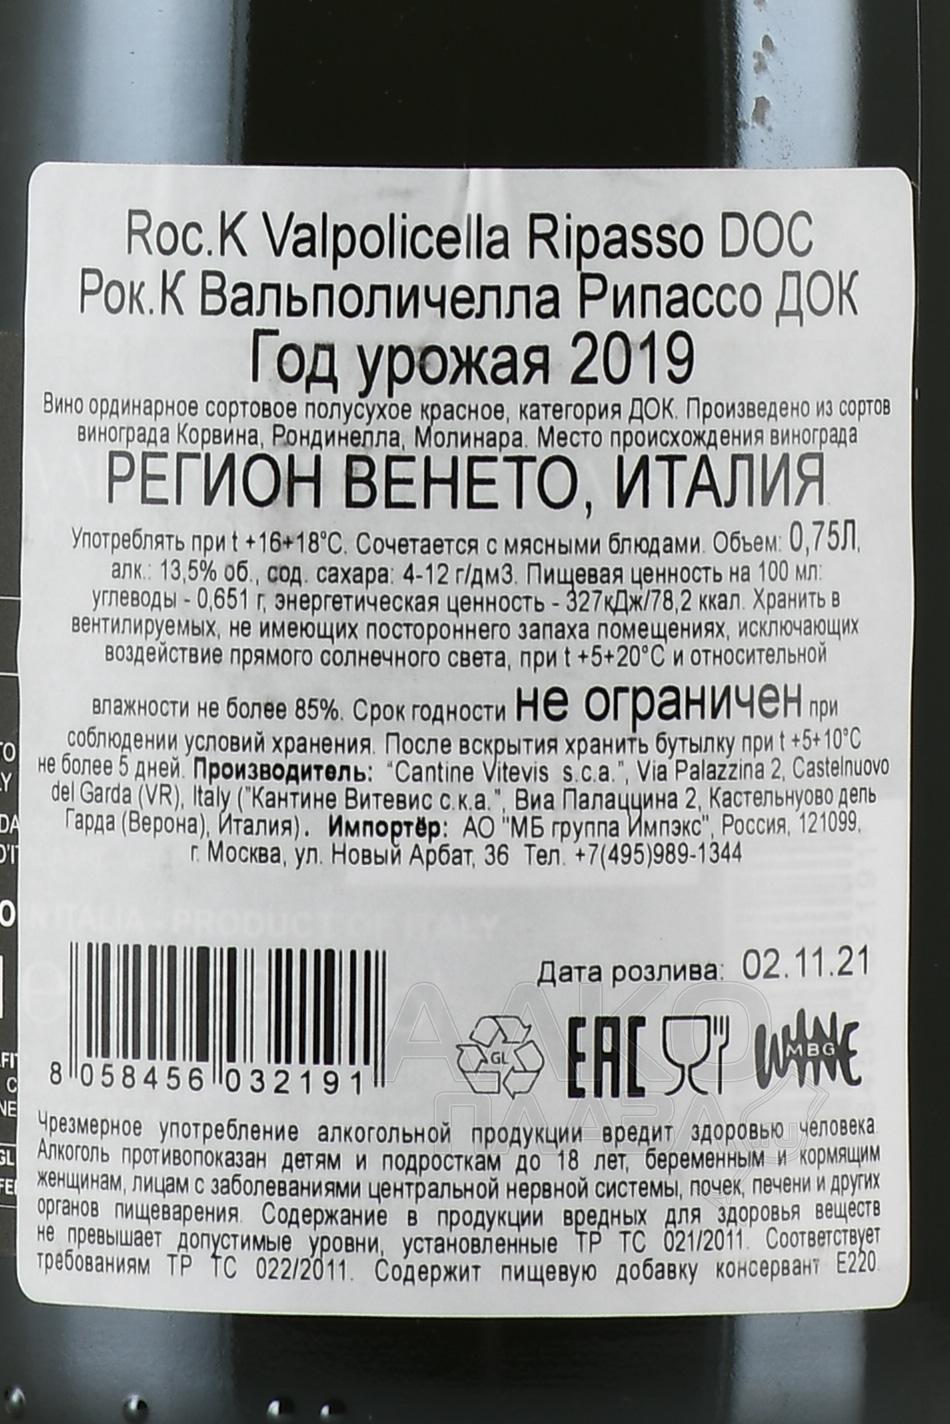 Roc.K Valpolicella Ripasso DOC
Рок.К Вальполичелла Рипассо ДОК
Год урожая 2019
Вино ординарное сортовое полусухое красное, категория ДОК. Произведено из сортов
винограда Корвина, Рондинелла, Молинара. Место происхождения винограда
РЕГИОН ВЕНЕТО, ИТАЛИЯ
Употреблять при t +16+18°С. Сочетается с мясными блюдами. Объем: 0,75Л,
алк.: 13,5% об., сод. сахара: 4-12 г/дм3. Пищевая ценность на 100 мл:
углеводы - 0,651 г, энергетическая ценность - 327кДж/78,2 ккал. Хранить в
вентилируемых, не имеющих постороннего запаха помещениях, исключающих
воздействие прямого солнечного света, при t +5+20°С и относительной
влажности не более 85%. Срок годности не ограничен при
соблюдении условий хранения. После вскрытия хранить бутылку при t +5+10°С
не более 5 дней. Производитель: "Cantine Vitevis s.c.a.", Via Palazzina 2, Castelnuovo
del Garda (VR), Italy ("Кантине Витевис с.к.а.", Виа Палаццина 2, Кастельнуово дель
Гарда (Верона), Италия). Импортёр: АО "МБ группа Импэкс", Россия, 121099,
г. Москва, ул. Новый Арбат, 36 Тел. +7(495)989-1344
N ITALIA - PRODUCT OF ITALY
Дата розлива: 02.11.21
8 058456 032191
GL
EAC
WINE
MBG
АЛКО
ПЛАЗА
Чрезмерное употребление алкогольной продукции вредит здоровью человека.
Алкоголь противопоказан детям и подросткам до 18 лет, беременным и кормящим
женщинам, лицам с заболеваниями центральной нервной системы, почек, печени и других
органов пищеварения. Содержание в продукции вредных для здоровья веществ
не превышает допустимые уровни, установленные ТР ТС 021/2011. Соответствует
требованиям ТР ТС 022/2011. Содержит пищевую добавку консервант Е220.